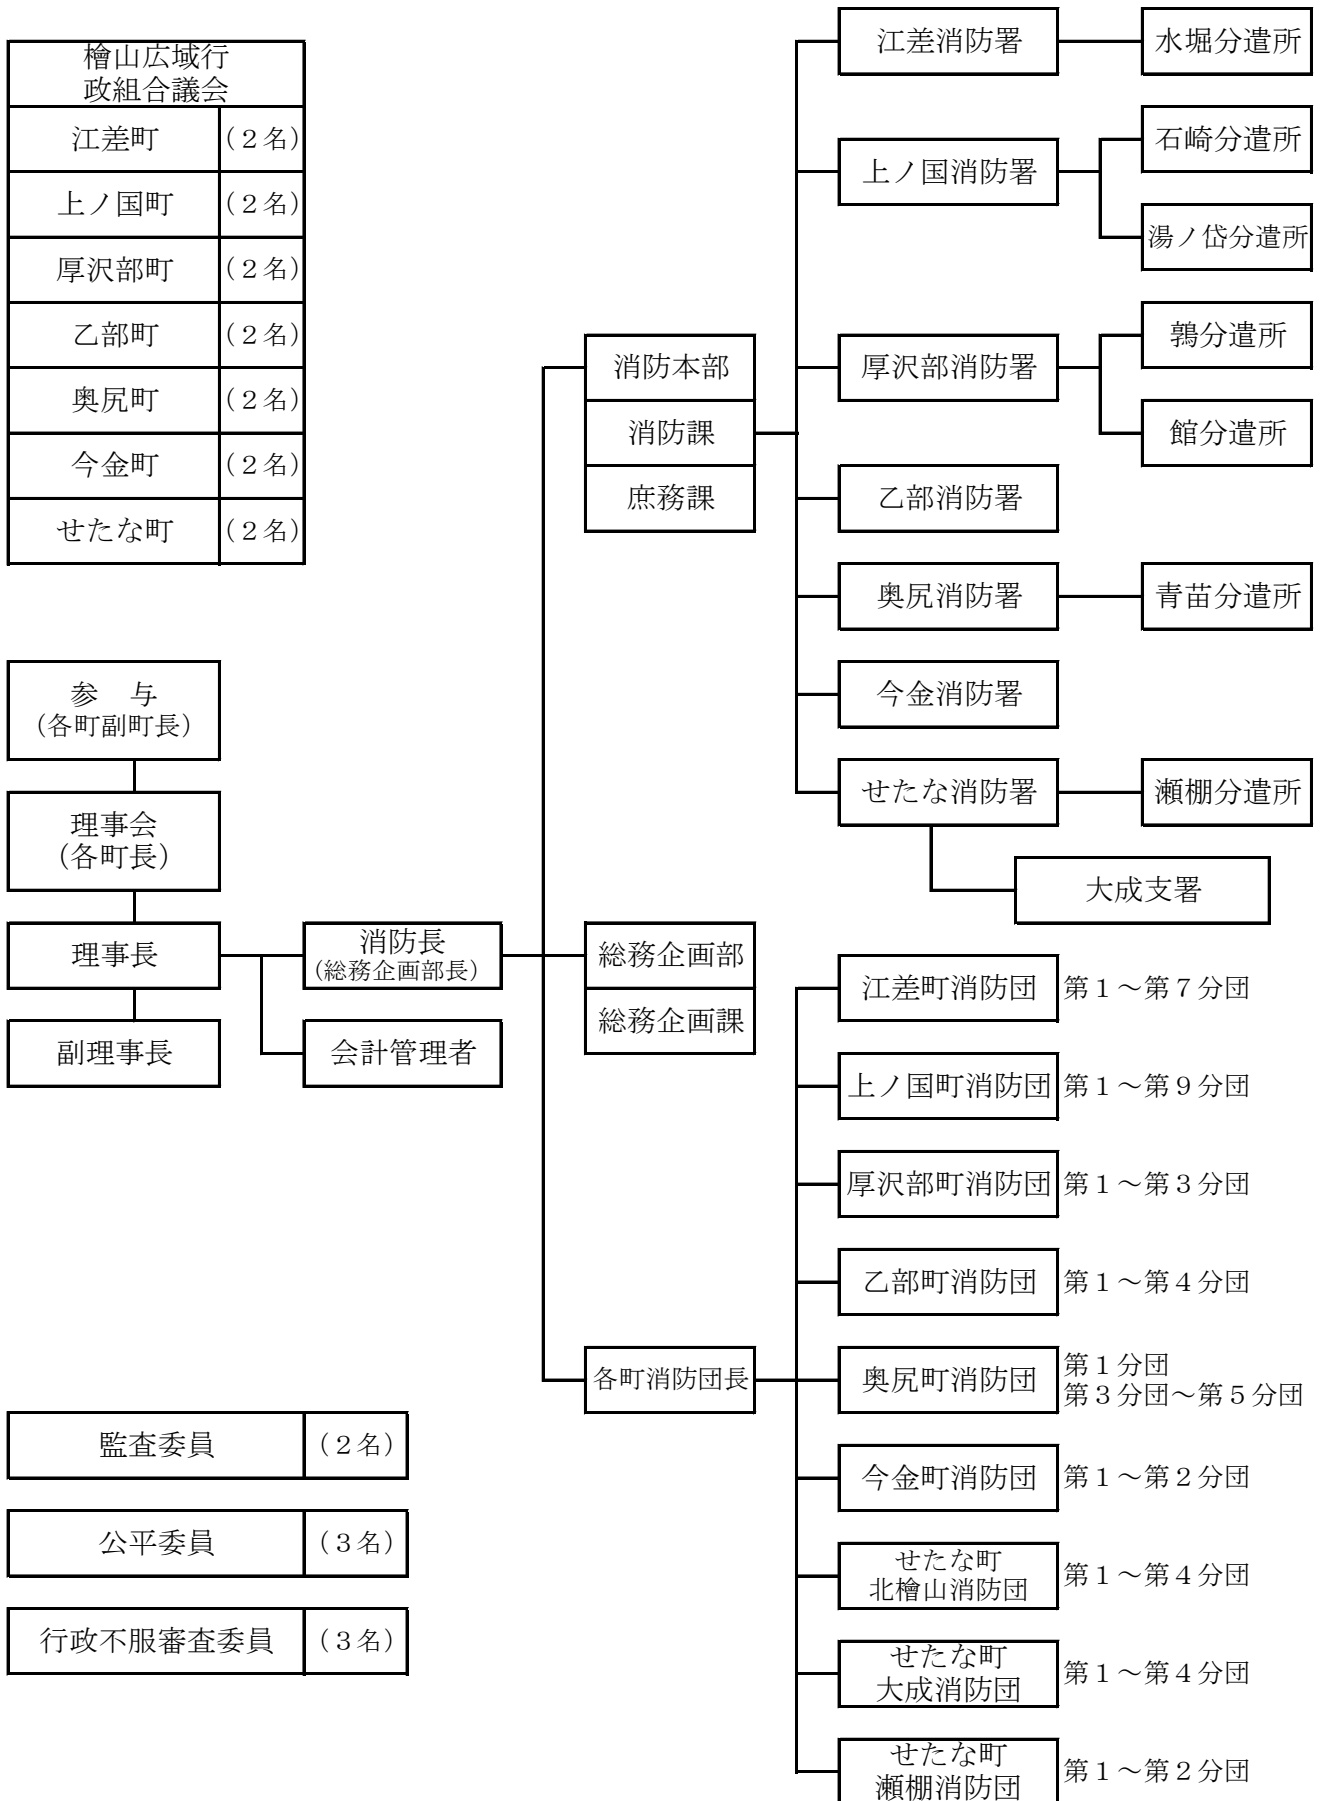 檜山広域行
政組合議会
江差町 (２名)
上ノ国町 (２名)
厚沢部町 (２名)
乙部町 (２名)
奥尻町 (２名)
今金町 (２名)
せたな町 (２名)
参　与
(各町副町長)
理事会
(各町長)
理事長
副理事長
消防長
(総務企画部長)
会計管理者
監査委員 (２名)
公平委員 (３名)
行政不服審査委員 (３名)
消防本部
消防課
庶務課
総務企画部
総務企画課
各町消防団長
江差消防署 水堀分遣所
上ノ国消防署 石崎分遣所
湯ノ岱分遣所
厚沢部消防署 鶉分遣所
館分遣所
乙部消防署
奥尻消防署 青苗分遣所
今金消防署
せたな消防署 瀬棚分遣所
大成支署
江差町消防団 第１～第７分団
上ノ国町消防団 第１～第９分団
厚沢部町消防団 第１～第３分団
乙部町消防団 第１～第４分団
奥尻町消防団 第１分団
第３分団～第５分団
今金町消防団 第１～第２分団
せたな町
北檜山消防団 第１～第４分団
せたな町
大成消防団 第１～第４分団
せたな町
瀬棚消防団 第１～第２分団